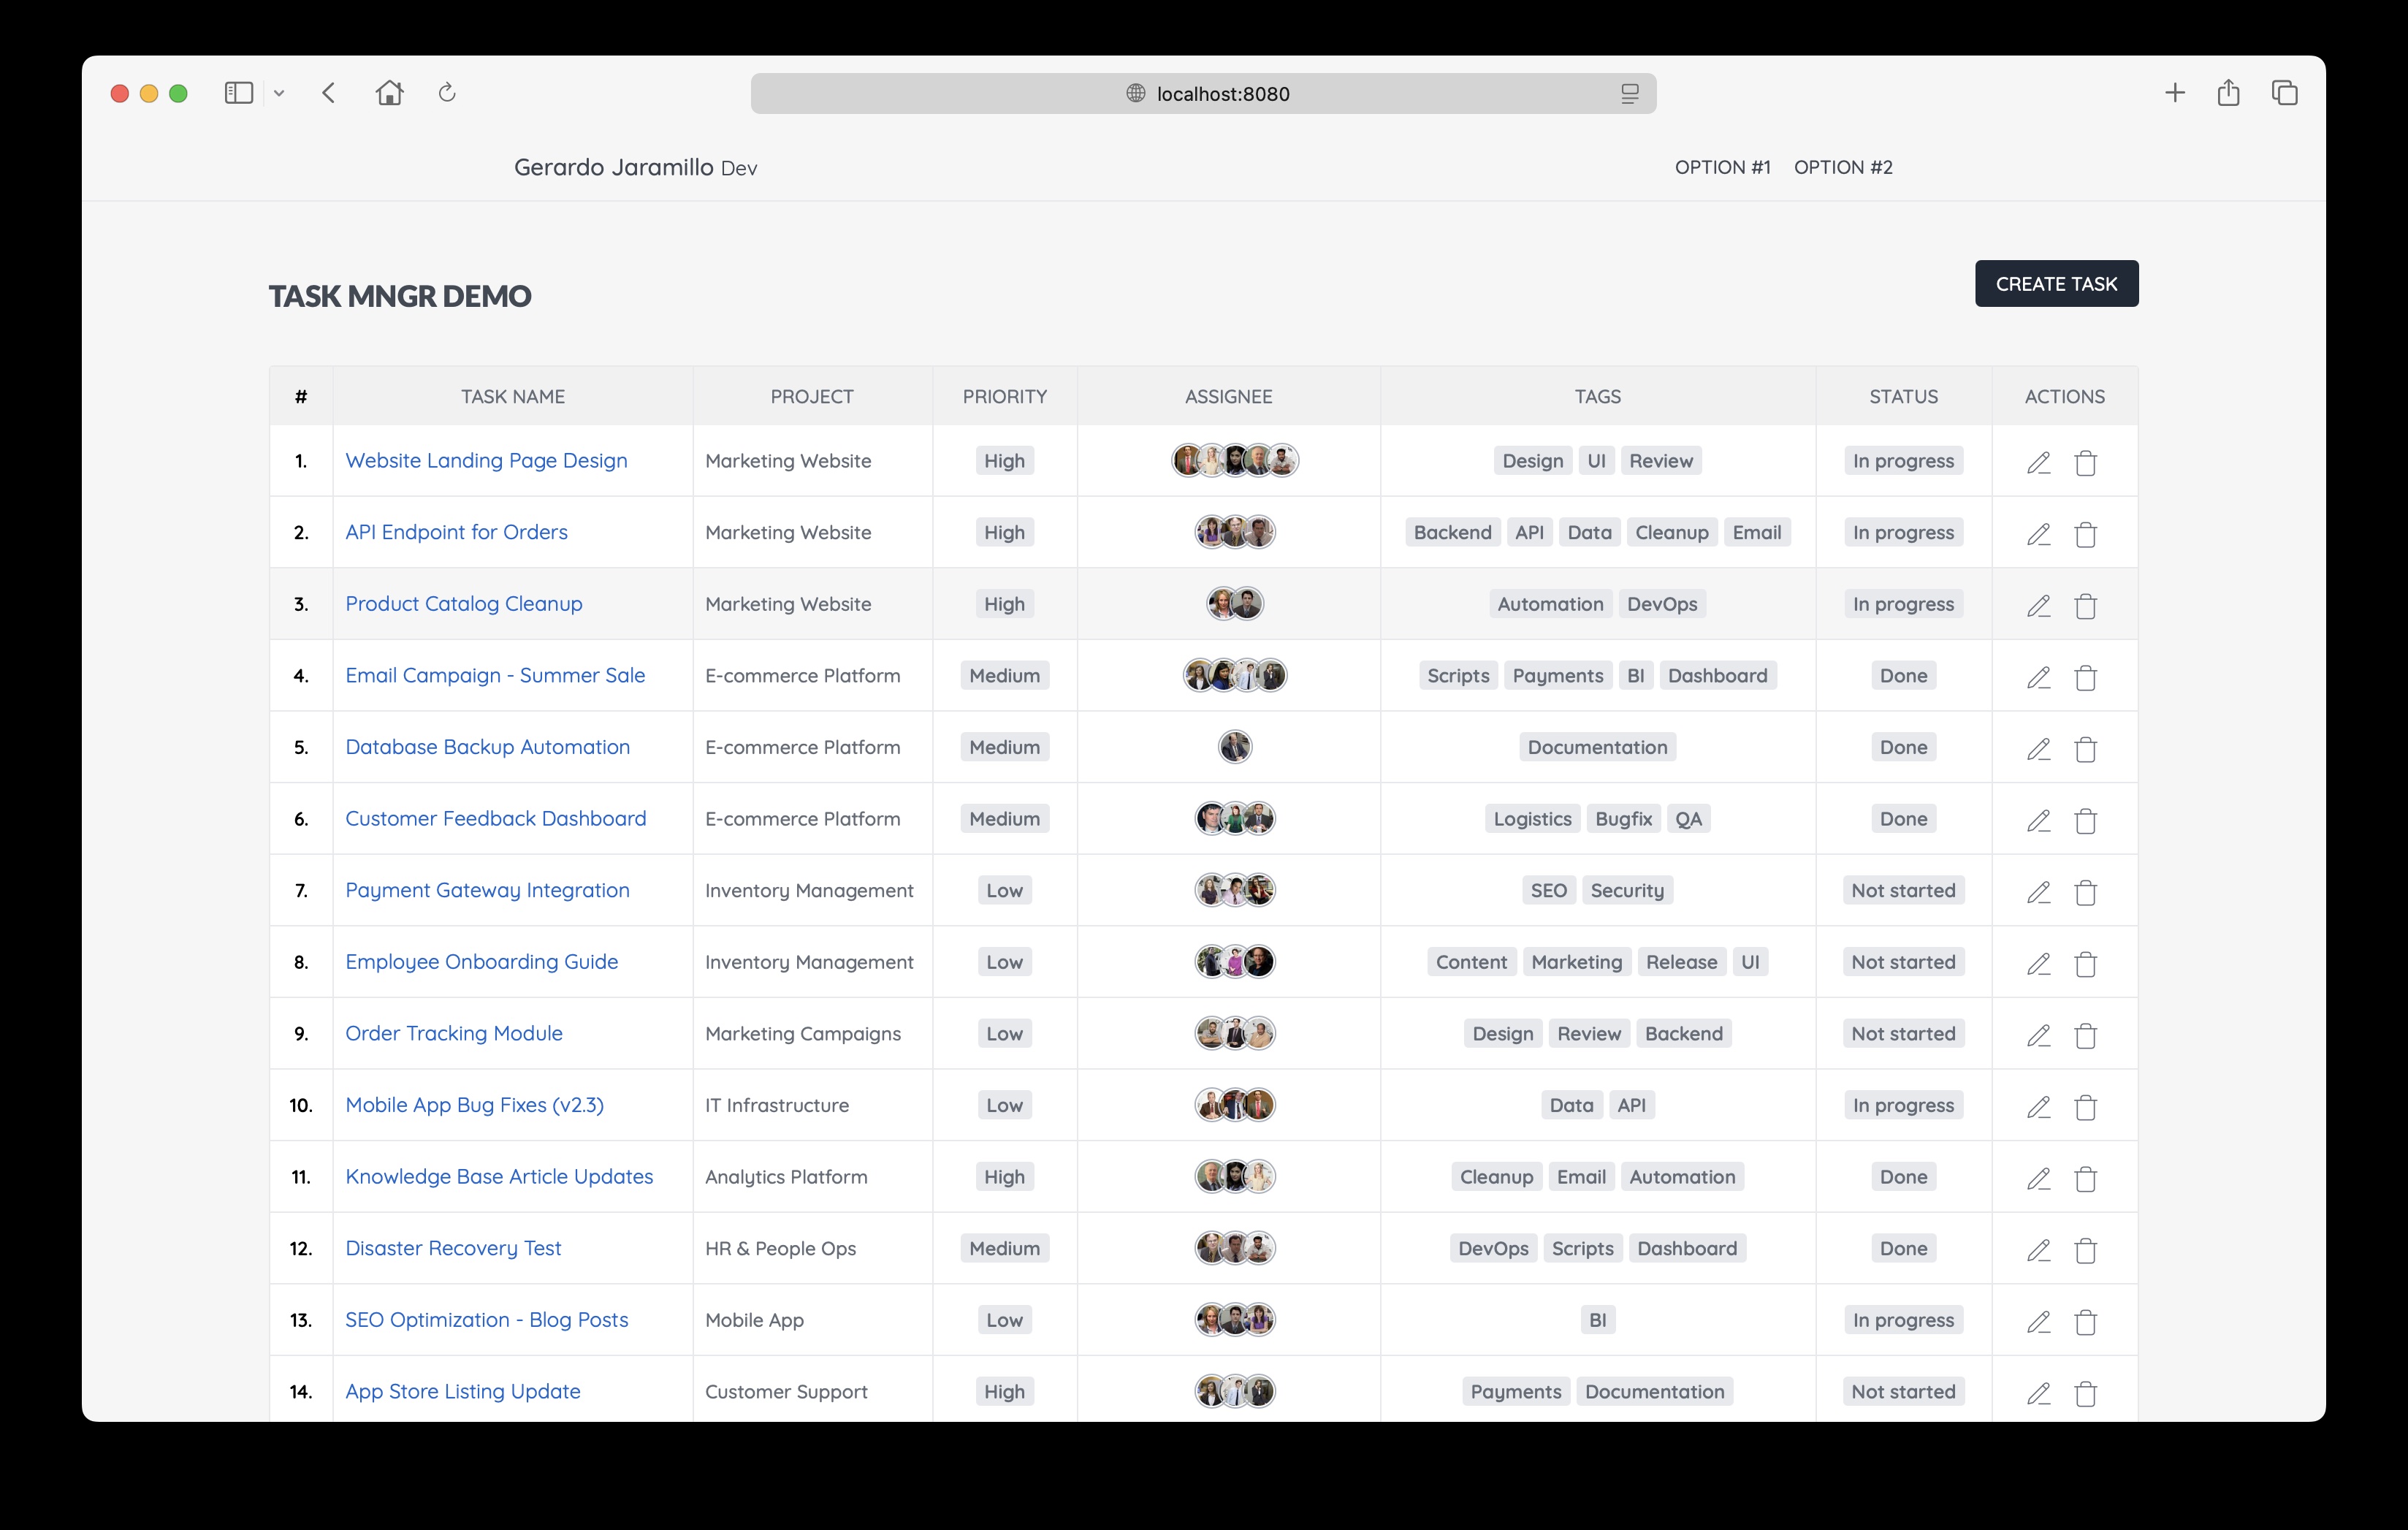 localhost:8080
Gerardo Jaramillo Dev OPTION #1 OPTION #2
TASK MNGR DEMO CREATE TASK
# TASK NAME PROJECT PRIORITY ASSIGNEE TAGS STATUS ACTIONS
1. Website Landing Page Design Marketing Website High Design UI Review In progress
2. API Endpoint for Orders Marketing Website High Backend API Data Cleanup Email In progress
3. Product Catalog Cleanup Marketing Website High Automation DevOps In progress
4. Email Campaign - Summer Sale E-commerce Platform Medium Scripts Payments BI Dashboard Done
5. Database Backup Automation E-commerce Platform Medium Documentation Done
6. Customer Feedback Dashboard E-commerce Platform Medium Logistics Bugfix QA Done
7. Payment Gateway Integration Inventory Management Low SEO Security Not started
8. Employee Onboarding Guide Inventory Management Low Content Marketing Release UI Not started
9. Order Tracking Module Marketing Campaigns Low Design Review Backend Not started
10. Mobile App Bug Fixes (v2.3) IT Infrastructure Low Data API In progress
11. Knowledge Base Article Updates Analytics Platform High Cleanup Email Automation Done
12. Disaster Recovery Test HR & People Ops Medium DevOps Scripts Dashboard Done
13. SEO Optimization - Blog Posts Mobile App Low BI In progress
14. App Store Listing Update Customer Support High Payments Documentation Not started